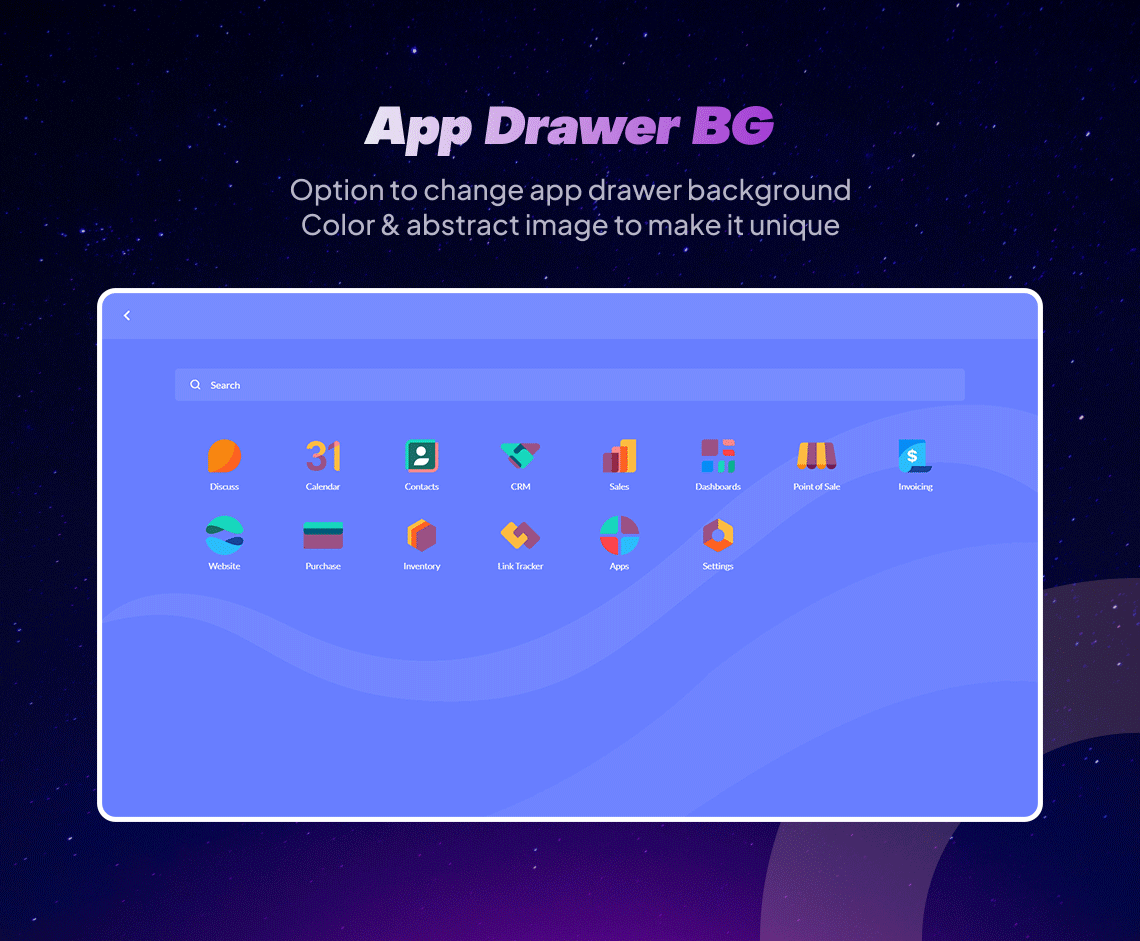 App Drawer BG
Option to change app drawer background
Color & abstract image to make it unique
Search
31
$
Discuss
Calendar
Contacts
CRM
Sales
Dashboards
Point of Sale
Invoicing
Website
Purchase
Inventory
Link Tracker
Apps
Settings